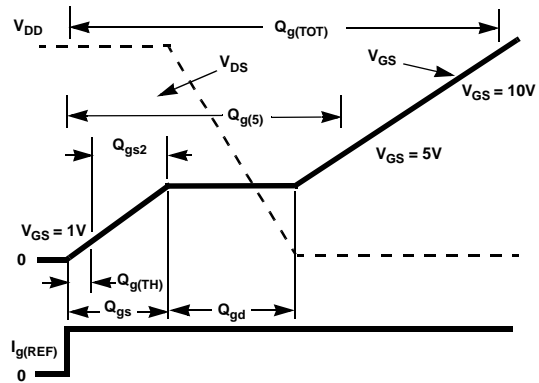 V_DD
Q_g(TOT)
V_DS
V_GS
V_GS = 10V
Q_g(5)
Q_gs2
V_GS = 5V
V_GS = 1V
0
Q_g(TH)
Q_gs
Q_gd
I_g(REF)
0